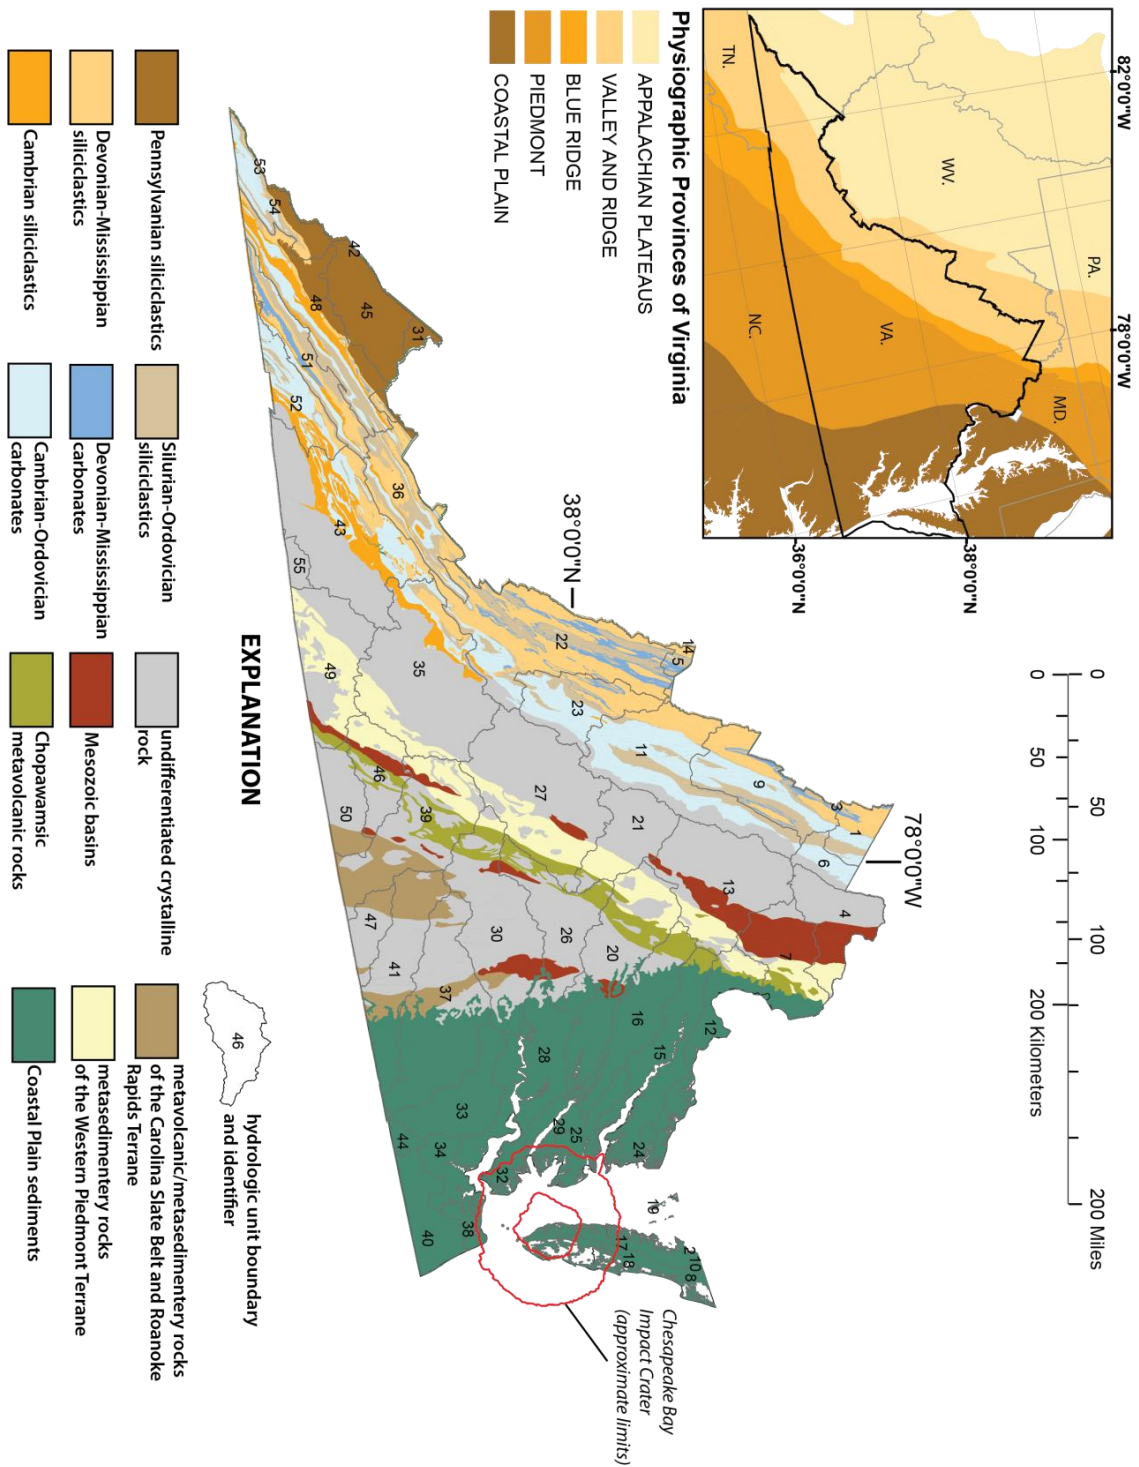 Physiographic Provinces of Virginia
APPALACHIAN PLATEAUS
VALLEY AND RIDGE
BLUE RIDGE
PIEDMONT
COASTAL PLAIN
82°0'0"W
78°0'0"W
38°0'0"N
36°0'0"N
PA.
WV.
MD.
VA.
TN.
NC.
0 50 100 200 Miles
0 50 100 200 Kilometers
78°0'0"W
38°0'0"N
14
5
22
23
11
9
3
1
6
4
13
7
21
27
20
26
30
16
12
15
28
29
25
24
19
2
10
8
17
18
32
33
34
38
40
44
37
41
47
50
39
46
49
35
55
43
36
52
51
48
31
45
42
54
53
Chesapeake Bay
Impact Crater
(approximate limits)
EXPLANATION
Pennsylvanian siliciclastics
Devonian-Mississippian
siliciclastics
Cambrian siliciclastics
Silurian-Ordovician
siliciclastics
Devonian-Mississippian
carbonates
Cambrian-Ordovician
carbonates
undifferentiated crystalline
rock
Mesozoic basins
Chopawamsic
metavolcanic rocks
46
hydrologic unit boundary
and identifier
metavolcanic/metasedimentery rocks
of the Carolina Slate Belt and Roanoke
Rapids Terrane
metasedimentery rocks
of the Western Piedmont Terrane
Coastal Plain sediments